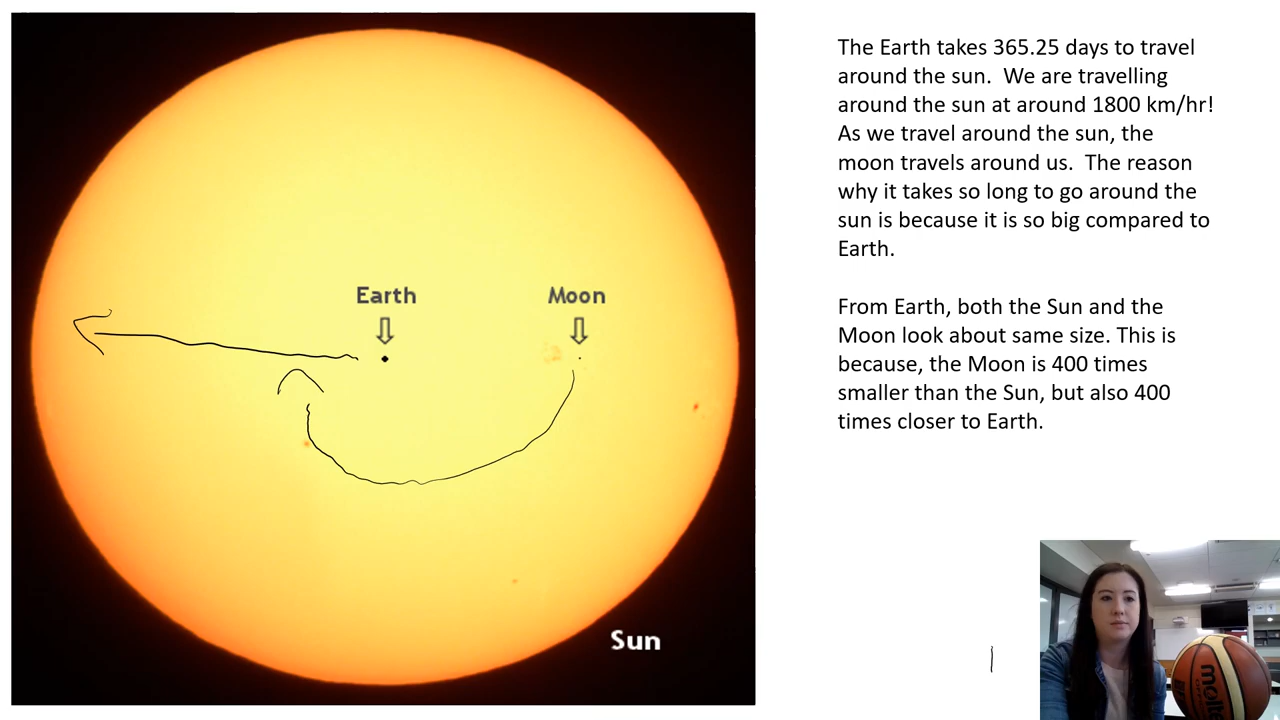 Earth
Moon
Sun
The Earth takes 365.25 days to travel
around the sun.  We are travelling
around the sun at around 1800 km/hr!
As we travel around the sun, the
moon travels around us.  The reason
why it takes so long to go around the
sun is because it is so big compared to
Earth.
From Earth, both the Sun and the
Moon look about same size. This is
because, the Moon is 400 times
smaller than the Sun, but also 400
times closer to Earth.